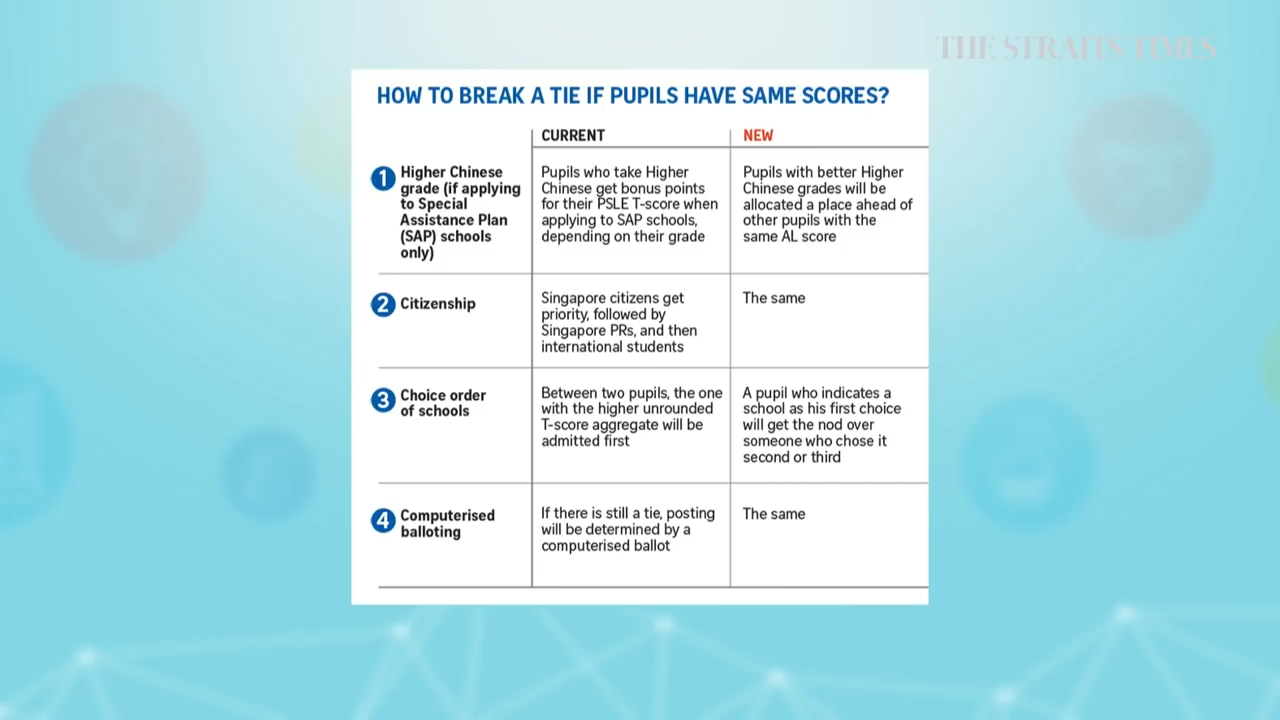 THE STRAITS TIMES
HOW TO BREAK A TIE IF PUPILS HAVE SAME SCORES?
CURRENT
NEW
1
Higher Chinese
grade (if applying
to Special
Assistance Plan
(SAP) schools
only)
Pupils who take Higher
Chinese get bonus points
for their PSLE T-score when
applying to SAP schools,
depending on their grade
Pupils with better Higher
Chinese grades will be
allocated a place ahead of
other pupils with the
same AL score
2
Citizenship
Singapore citizens get
priority, followed by
Singapore PRs, and then
international students
The same
3
Choice order
of schools
Between two pupils, the one
with the higher unrounded
T-score aggregate will be
admitted first
A pupil who indicates a
school as his first choice
will get the nod over
someone who chose it
second or third
4
Computerised
balloting
If there is still a tie, posting
will be determined by a
computerised ballot
The same